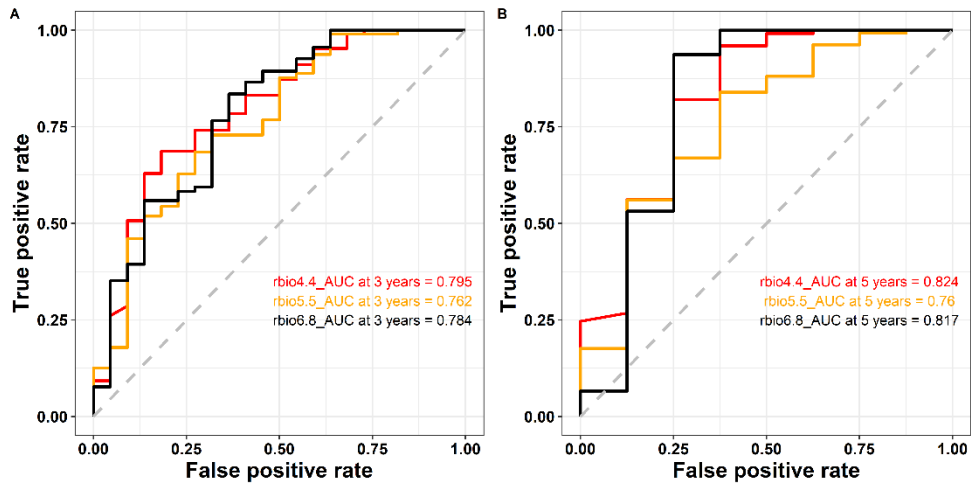 A
True positive rate
1.00
0.75
0.50
0.25
0.00
rbio4.4_AUC at 3 years = 0.795
rbio5.5_AUC at 3 years = 0.762
rbio6.8_AUC at 3 years = 0.784
0.00 0.25 0.50 0.75 1.00
False positive rate
B
True positive rate
1.00
0.75
0.50
0.25
0.00
rbio4.4_AUC at 5 years = 0.824
rbio5.5_AUC at 5 years = 0.76
rbio6.8_AUC at 5 years = 0.817
0.00 0.25 0.50 0.75 1.00
False positive rate